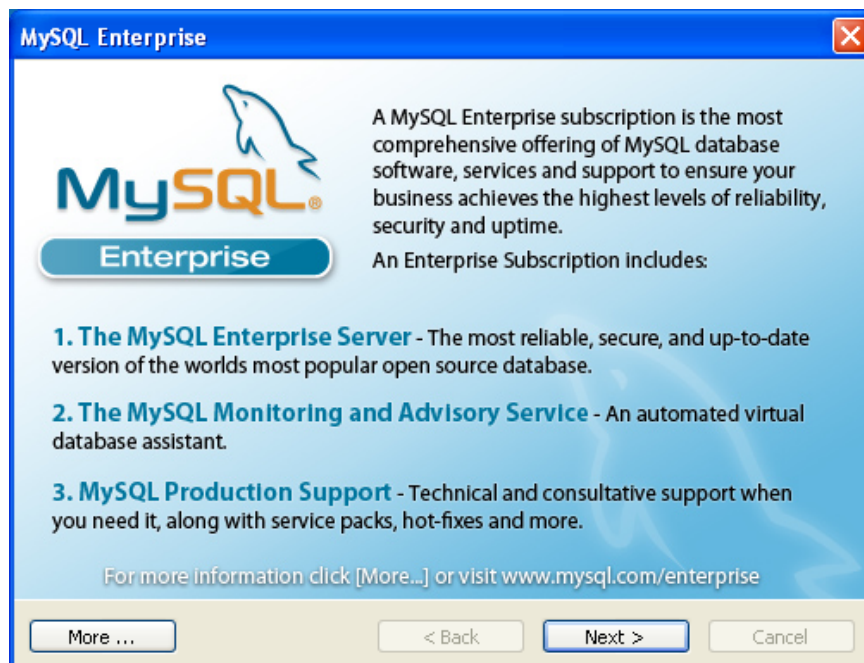 MySQL Enterprise
A MySQL Enterprise subscription is the most
comprehensive offering of MySQL database
software, services and support to ensure your
business achieves the highest levels of reliability,
security and uptime.
MySQL®
Enterprise
An Enterprise Subscription includes:
1. The MySQL Enterprise Server - The most reliable, secure, and up-to-date
version of the worlds most popular open source database.
2. The MySQL Monitoring and Advisory Service - An automated virtual
database assistant.
3. MySQL Production Support - Technical and consultative support when
you need it, along with service packs, hot-fixes and more.
For more information click [More...] or visit www.mysql.com/enterprise
More ...
< Back
Next >
Cancel